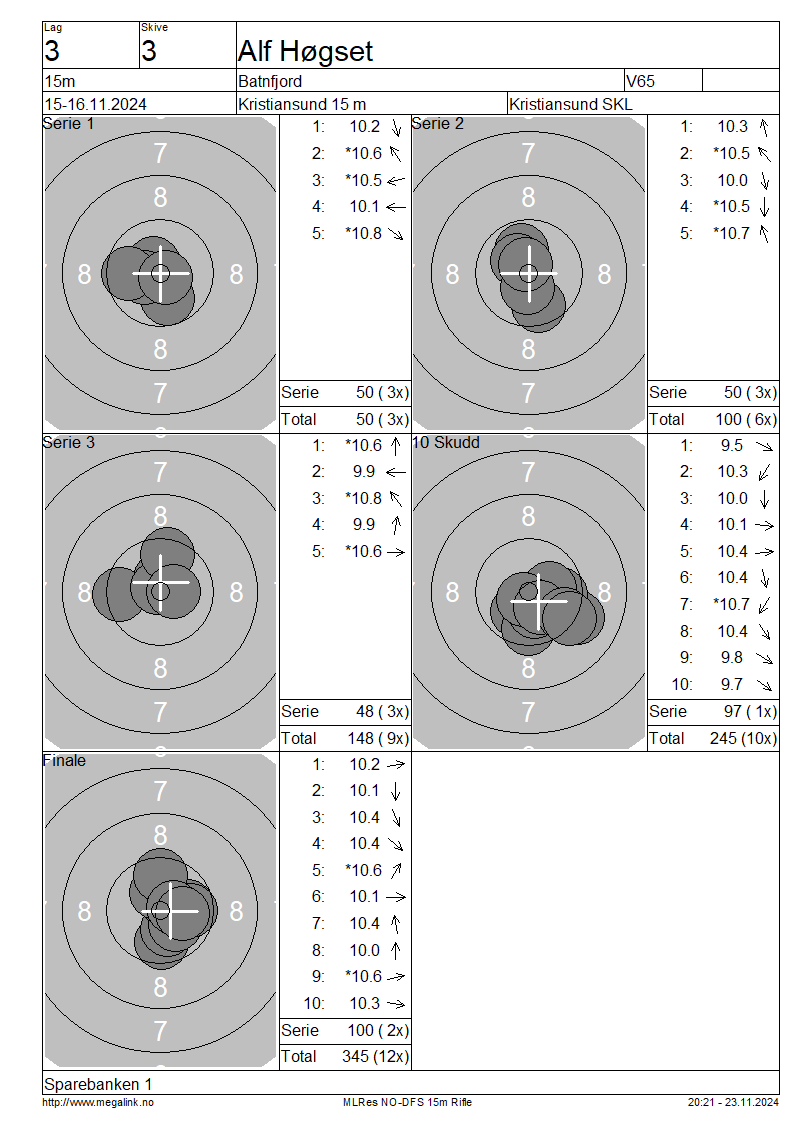 Lag
Skive
3
3
Alf Høgset
15m
Batnfjord
V65
15-16.11.2024
Kristiansund 15 m
Kristiansund SKL
Serie 1
7
8
8
8
8
7
1: 10.2
2: *10.6
3: *10.5
4: 10.1
5: *10.8
Serie 50 ( 3x)
Total 50 ( 3x)
Serie 2
7
8
8
8
8
7
1: 10.3
2: *10.5
3: 10.0
4: *10.5
5: *10.7
Serie 50 ( 3x)
Total 100 ( 6x)
Serie 3
7
8
8
8
8
7
1: *10.6
2: 9.9
3: *10.8
4: 9.9
5: *10.6
Serie 48 ( 3x)
Total 148 ( 9x)
10 Skudd
7
8
8
8
8
7
1: 9.5
2: 10.3
3: 10.0
4: 10.1
5: 10.4
6: 10.4
7: *10.7
8: 10.4
9: 9.8
10: 9.7
Serie 97 ( 1x)
Total 245 (10x)
Finale
7
8
8
8
8
7
1: 10.2
2: 10.1
3: 10.4
4: 10.4
5: *10.6
6: 10.1
7: 10.4
8: 10.0
9: *10.6
10: 10.3
Serie 100 ( 2x)
Total 345 (12x)
Sparebanken 1
http://www.megalink.no
MLRes NO-DFS 15m Rifle
20:21 - 23.11.2024